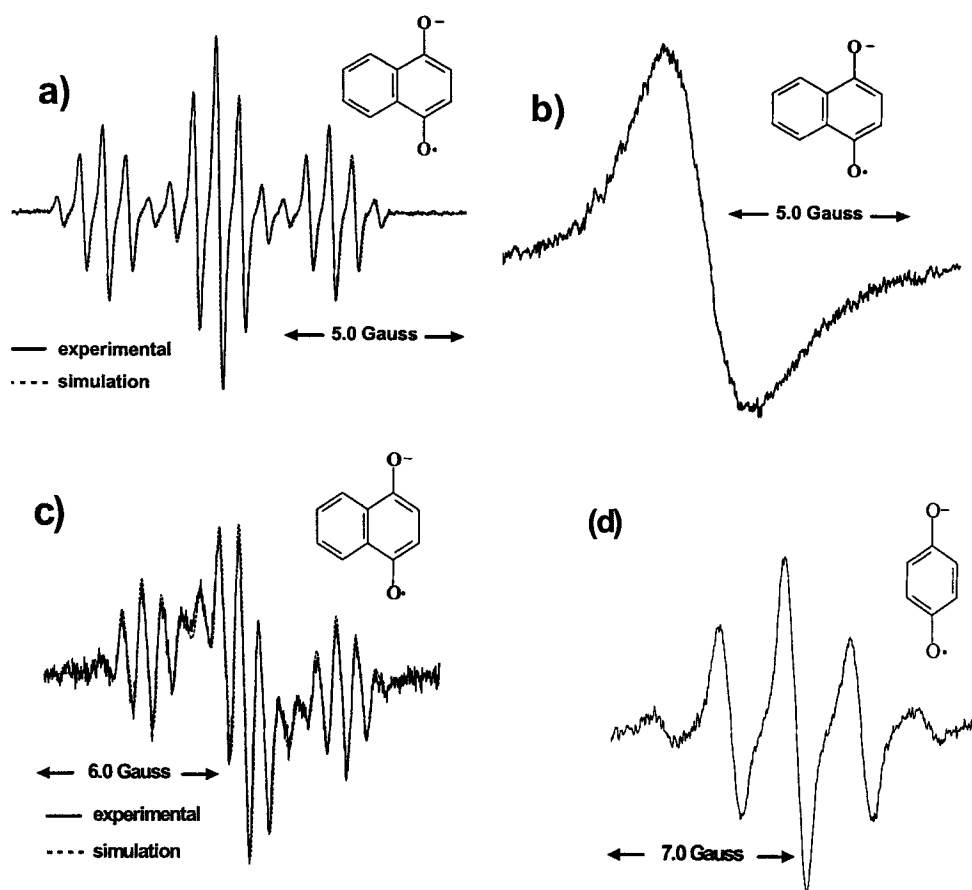 a)
O−
O•
5.0 Gauss
experimental
simulation
b)
O−
O•
5.0 Gauss
c)
O−
O•
6.0 Gauss
experimental
simulation
(d)
O−
O•
7.0 Gauss